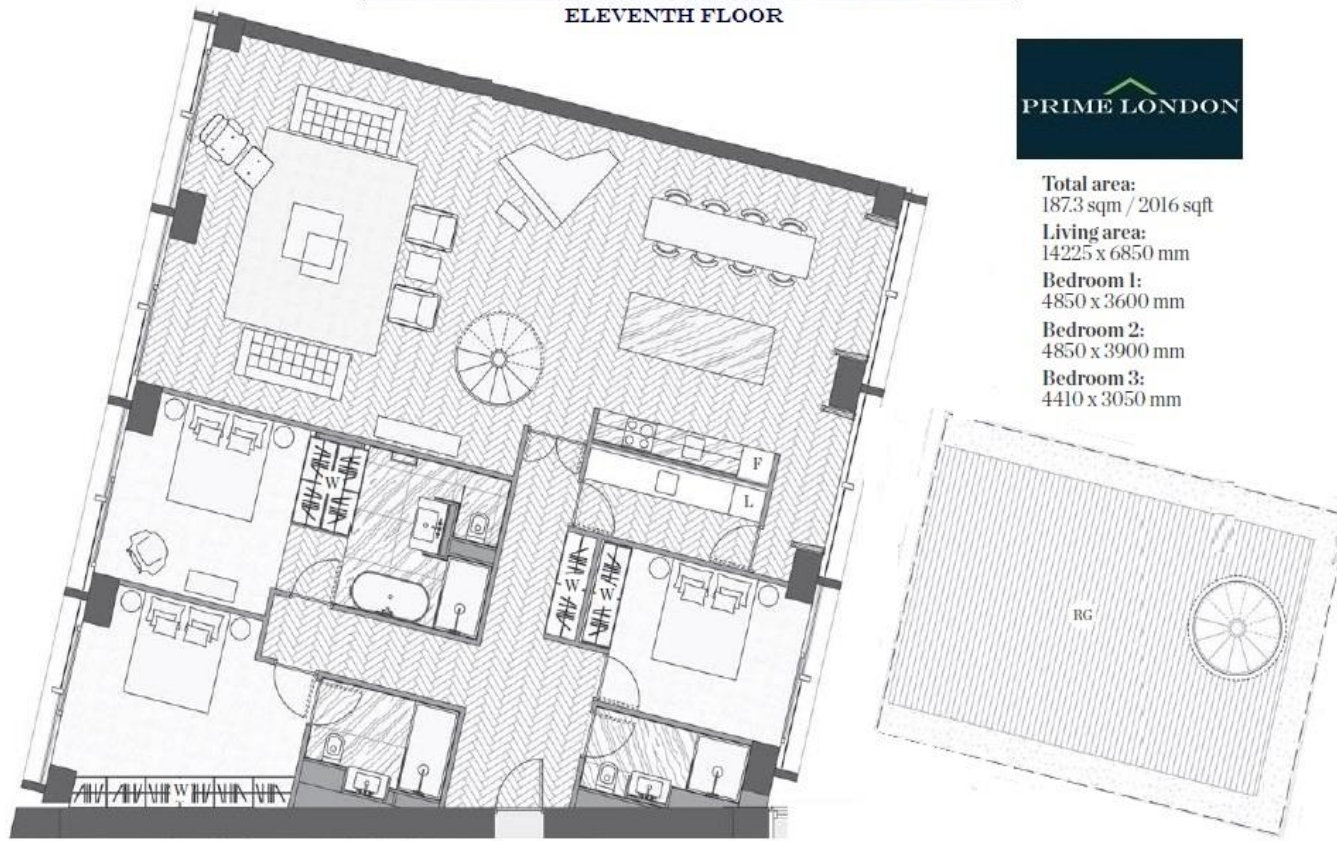 ELEVENTH FLOOR
PRIME LONDON
Total area:
187.3 sqm / 2016 sqft
Living area:
14225 x 6850 mm
Bedroom 1:
4850 x 3600 mm
Bedroom 2:
4850 x 3900 mm
Bedroom 3:
4410 x 3050 mm
F
L
W
W
W
RG
W